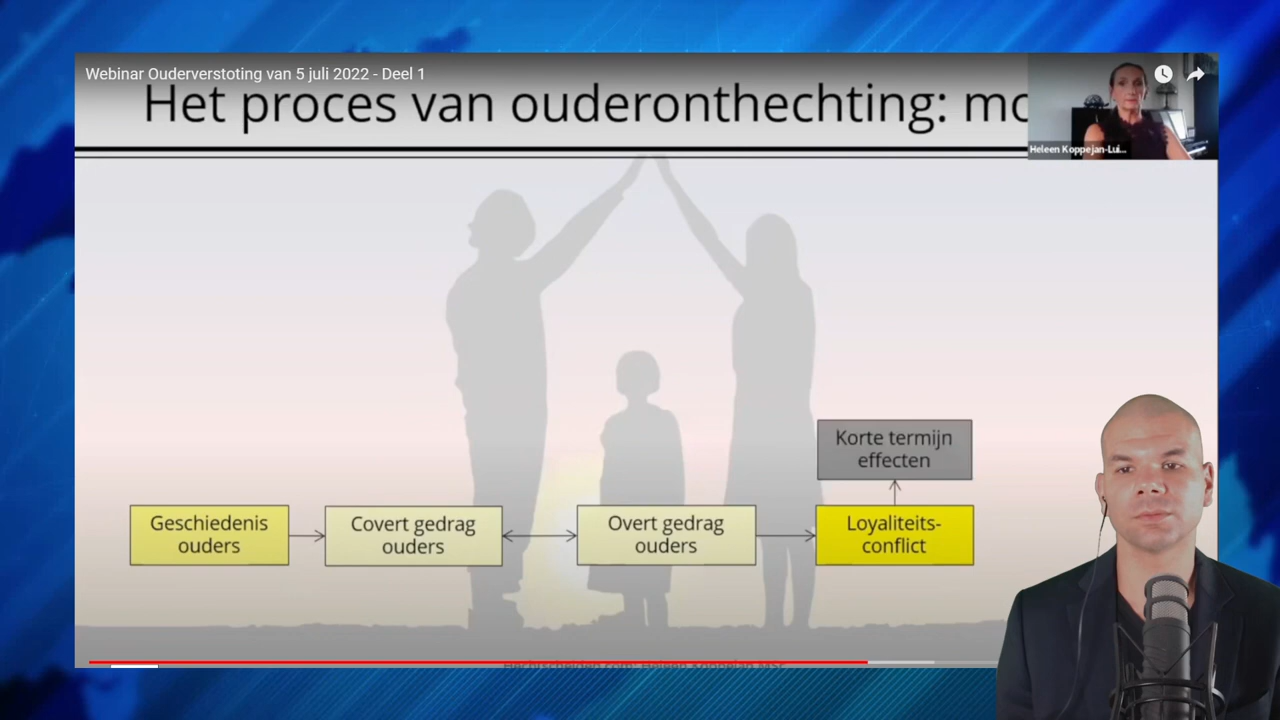 Webinar Ouderverstoting van 5 juli 2022 - Deel 1
Het proces van ouderonthechting: mo
Heleen Koppejan-Lui...
Korte termijn
effecten
Geschiedenis
ouders
Covert gedrag
ouders
Overt gedrag
ouders
Loyaliteits-
conflict